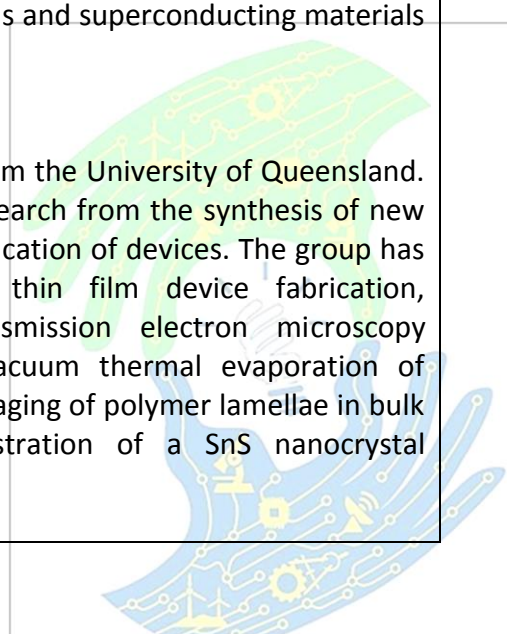 s and superconducting materials
m the University of Queensland.
earch from the synthesis of new
ication of devices. The group has
thin film device fabrication,
smission electron microscopy
acuum thermal evaporation of
aging of polymer lamellae in bulk
stration of a SnS nanocrystal